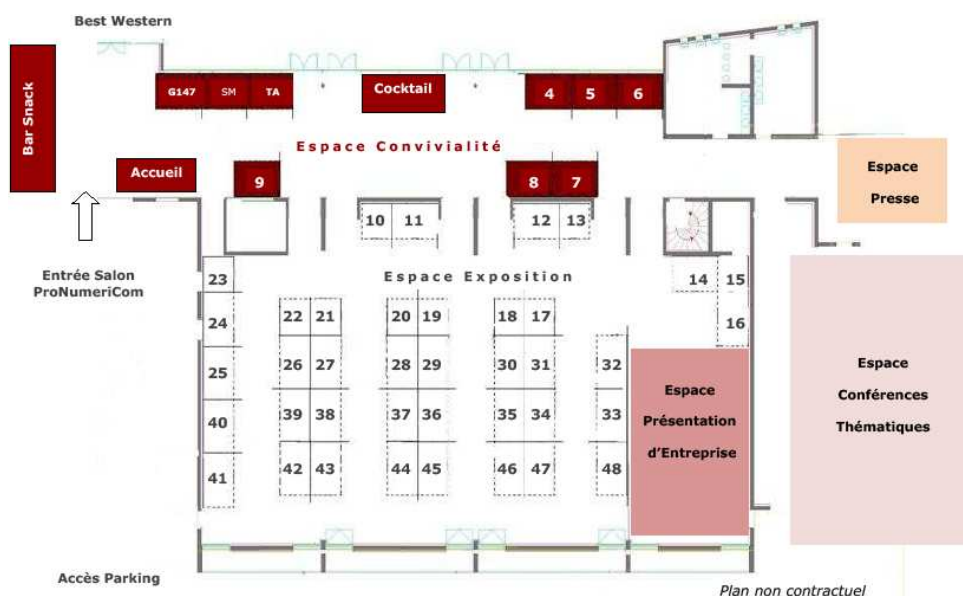 Best Western
Bar Snack
G147 SM TA
Cocktail
4 5 6
Espace Convivialité
Accueil
9
8 7
Espace
Presse
10 11
12 13
Entrée Salon
ProNumeriCom
Espace Exposition
23
14 15
24
22 21
20 19
18 17
16
25
26 27
28 29
30 31
32
40
39 38
37 36
35 34
33
41
42 43
44 45
46 47
48
Espace
Présentation
d'Entreprise
Espace
Conférences
Thématiques
Accès Parking
Plan non contractuel